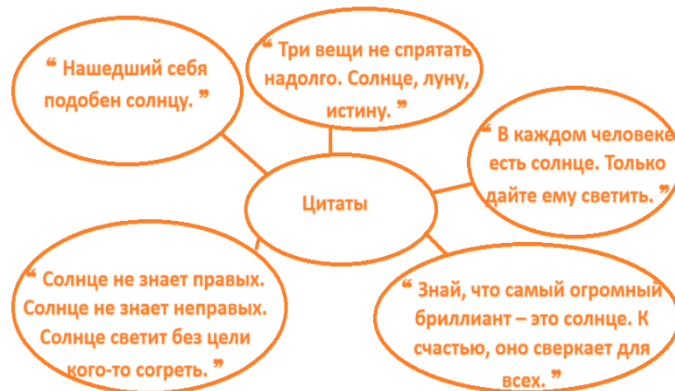 ❝ Нашедший себя
подобен солнцу. ❞
❝ Три вещи не спрятать
надолго. Солнце, луну,
истину. ❞
❝ В каждом человеке
есть солнце. Только
дайте ему светить. ❞
Цитаты
❝ Солнце не знает правых.
Солнце не знает неправых.
Солнце светит без цели
кого-то согреть. ❞
❝ Знай, что самый огромный
бриллиант – это солнце. К
счастью, оно сверкает для
всех. ❞